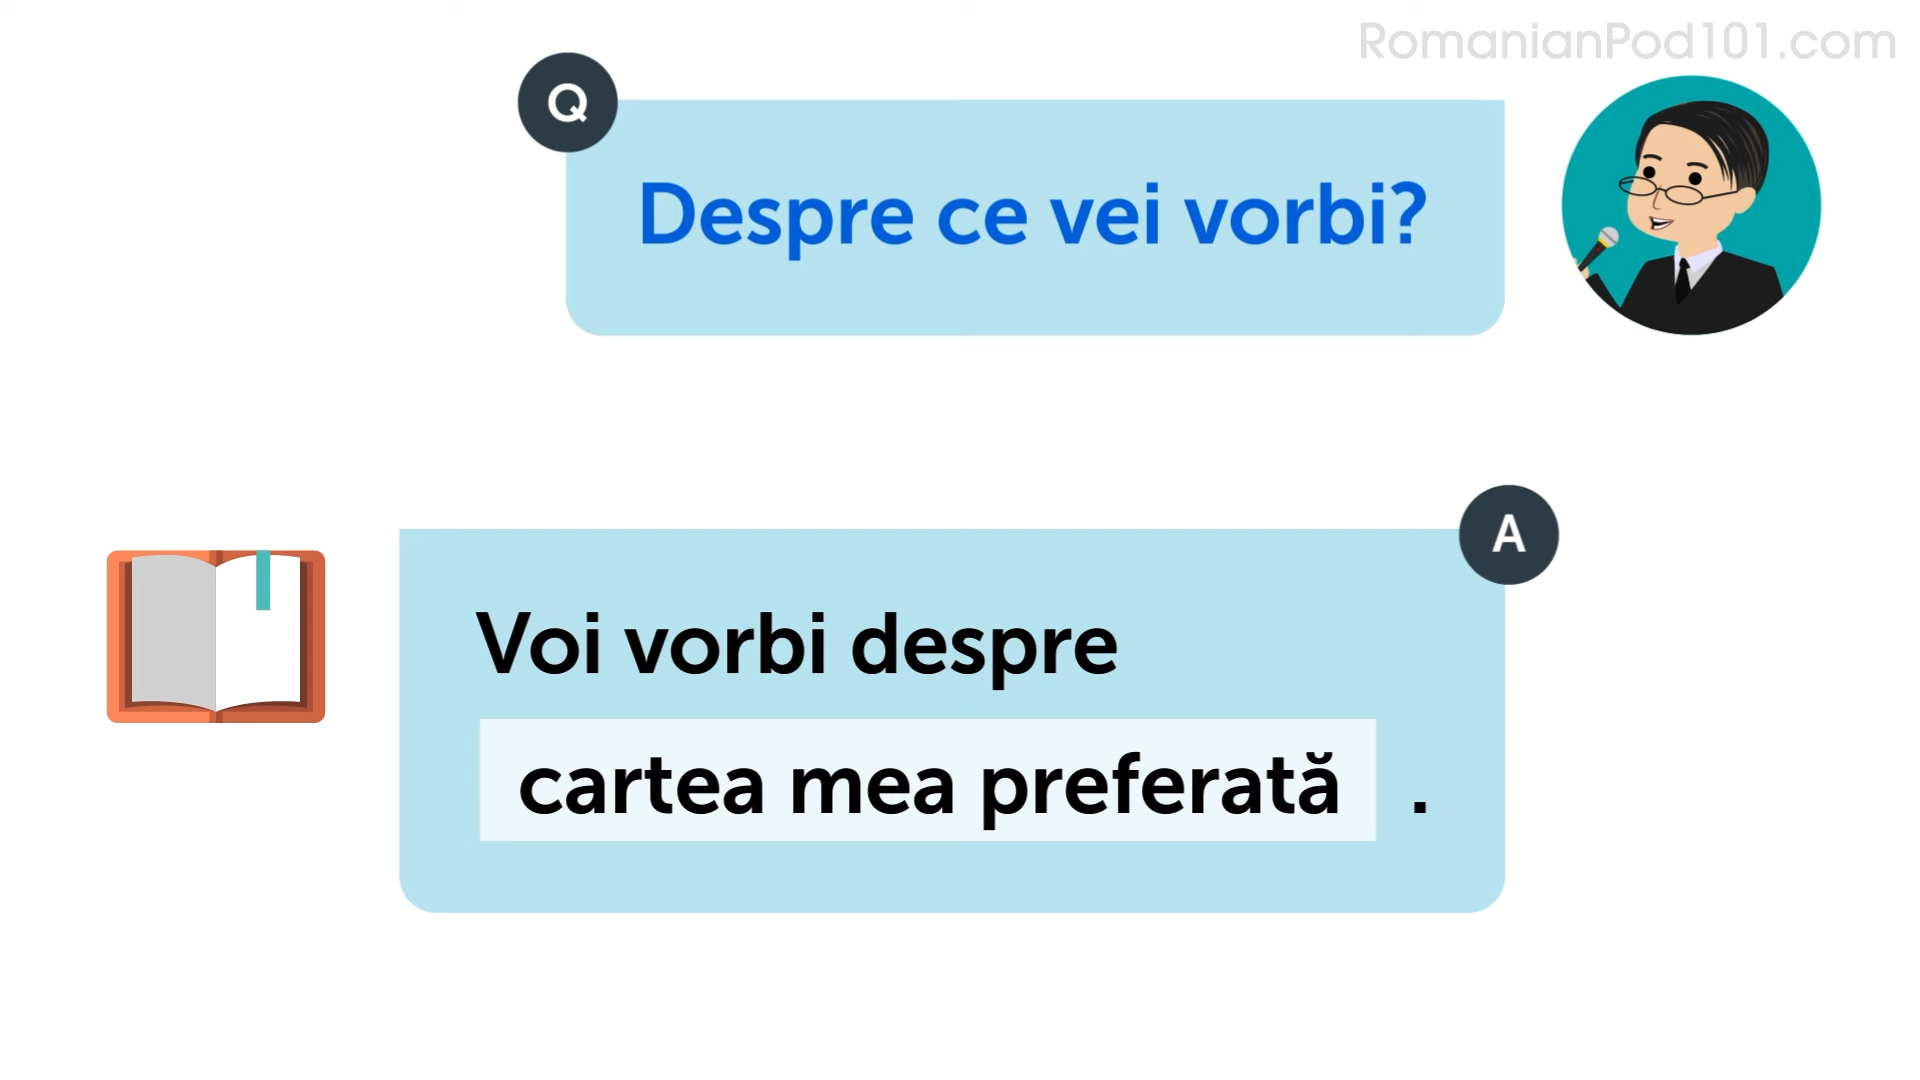 RomanianPod101.com
Q
Despre ce vei vorbi?
A
Voi vorbi despre
cartea mea preferată .